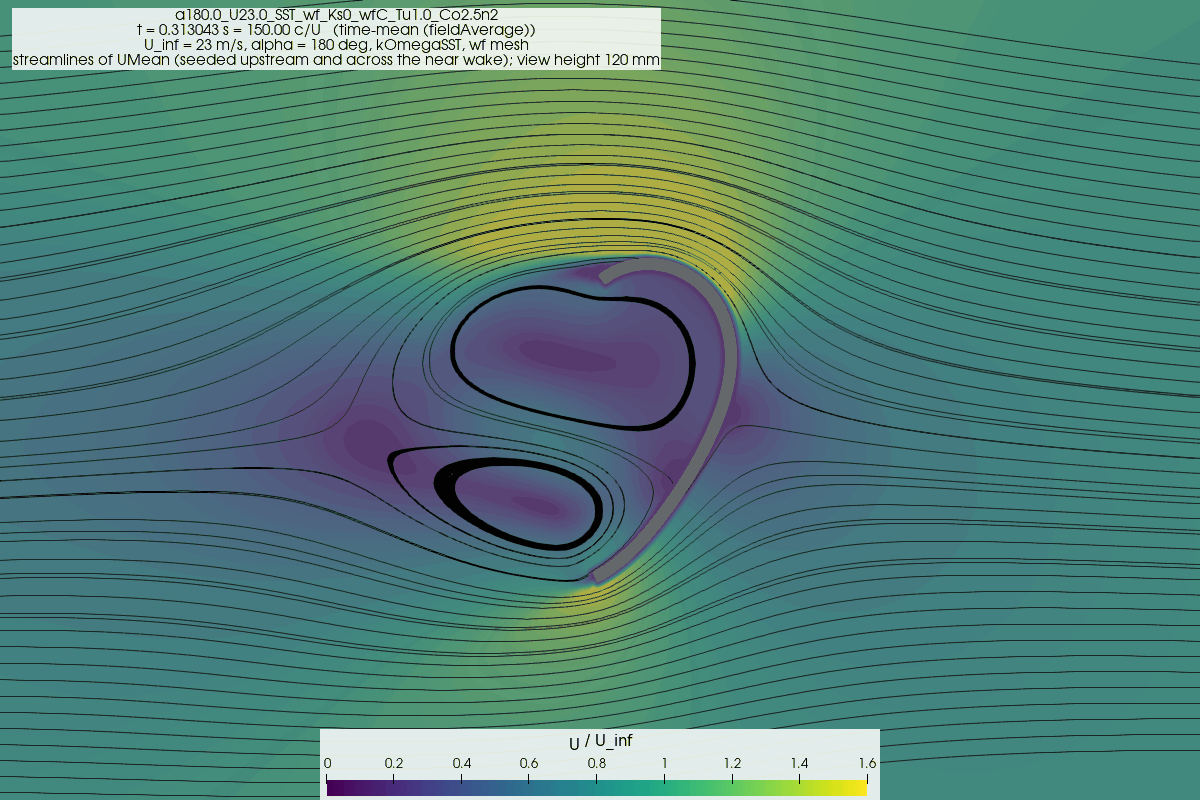 a180.0_U23.0_SST_wf_Ks0_wfC_Tu1.0_Co2.5n2
t = 0.313043 s = 150.00 c/U (time-mean (fieldAverage))
U_inf = 23 m/s, alpha = 180 deg, kOmegaSST, wf mesh
streamlines of UMean (seeded upstream and across the near wake); view height 120 mm
U / U_inf
0 0.2 0.4 0.6 0.8 1 1.2 1.4 1.6